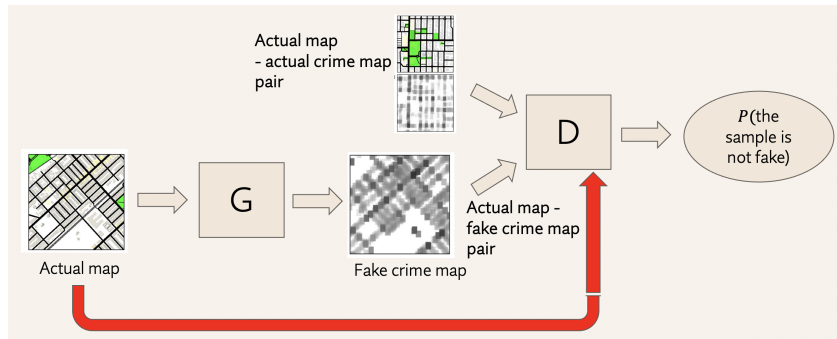 Actual map
- actual crime map
pair
D
P(the
sample is
not fake)
G
Actual map -
fake crime map
pair
Actual map
Fake crime map